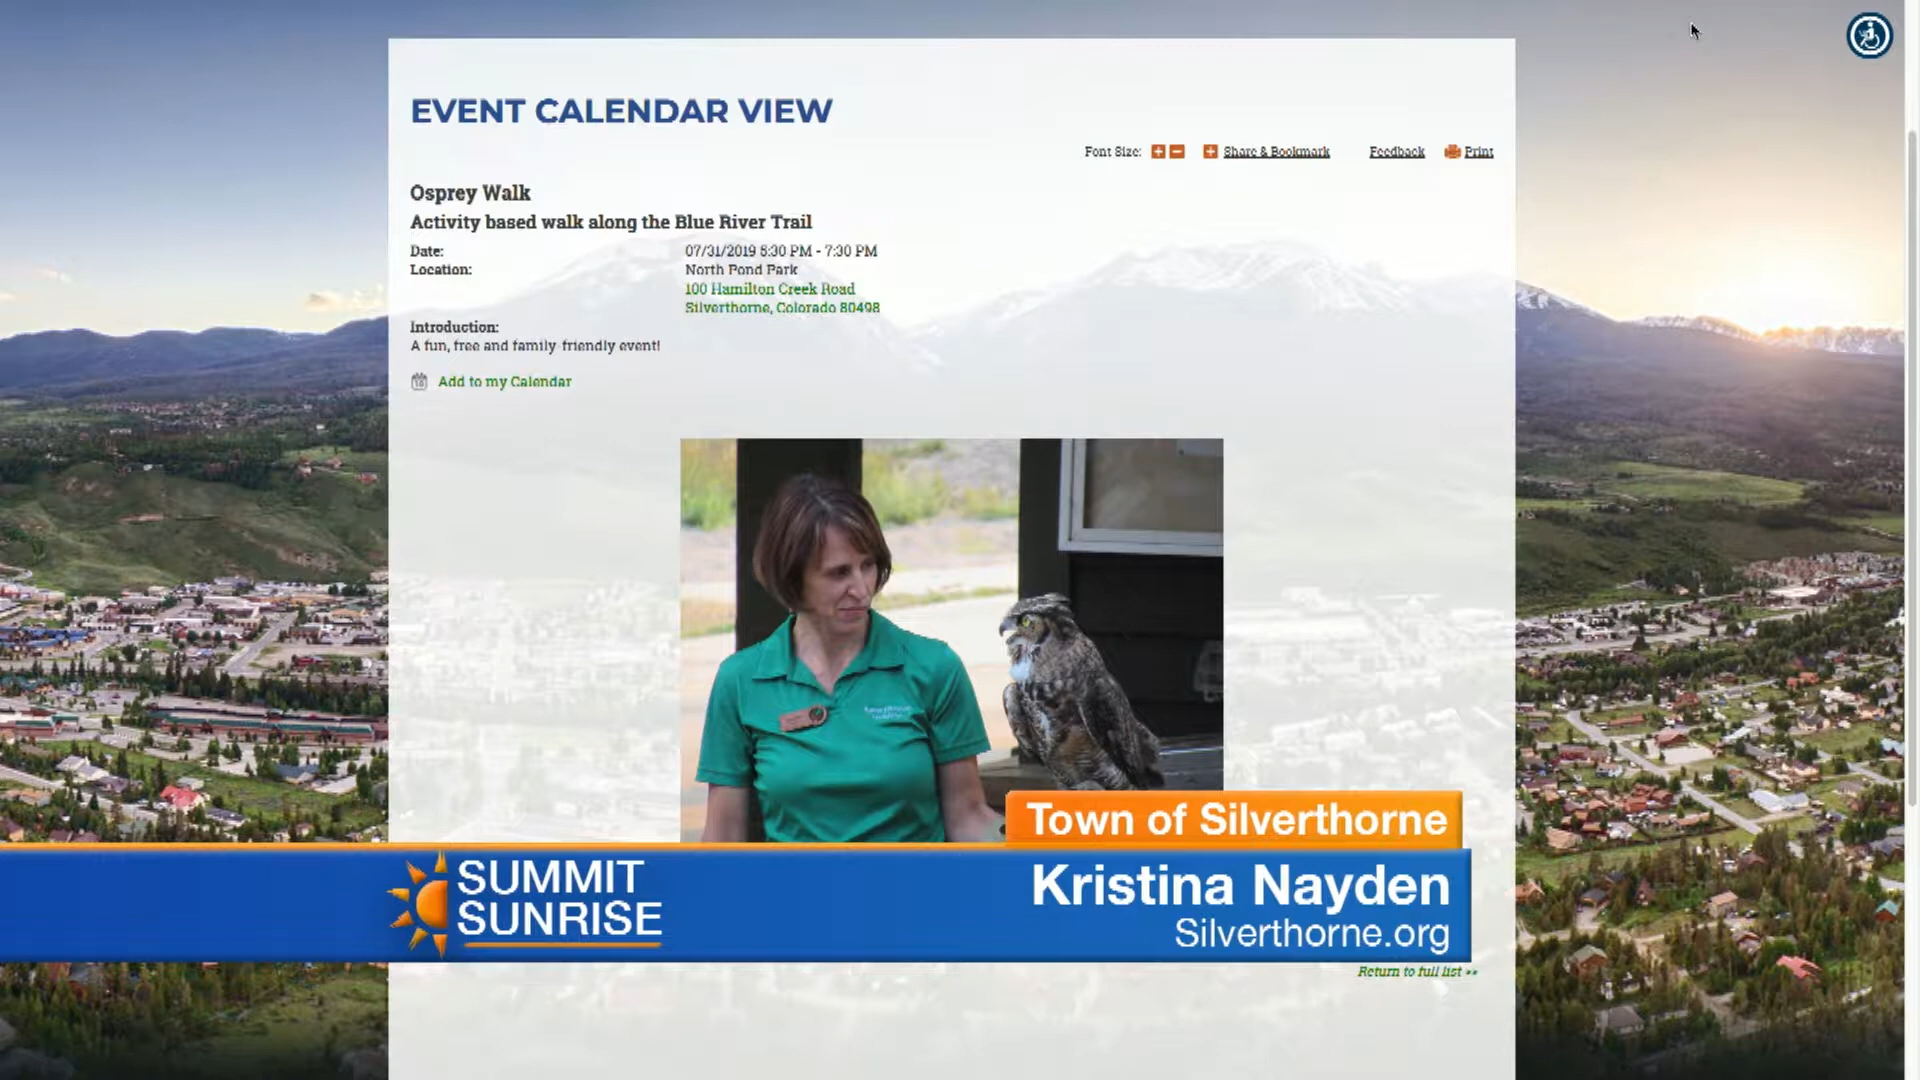 EVENT CALENDAR VIEW
Font Size:
Share & Bookmark
Feedback
Print
Osprey Walk
Activity based walk along the Blue River Trail
Date:
07/31/2019 5:30 PM - 7:30 PM
Location:
North Pond Park
100 Hamilton Creek Road
Silverthorne, Colorado 80498
Introduction:
A fun, free and family-friendly event!
Add to my Calendar
Town of Silverthorne
SUMMIT
SUNRISE
Kristina Nayden
Silverthorne.org
Return to full list >>